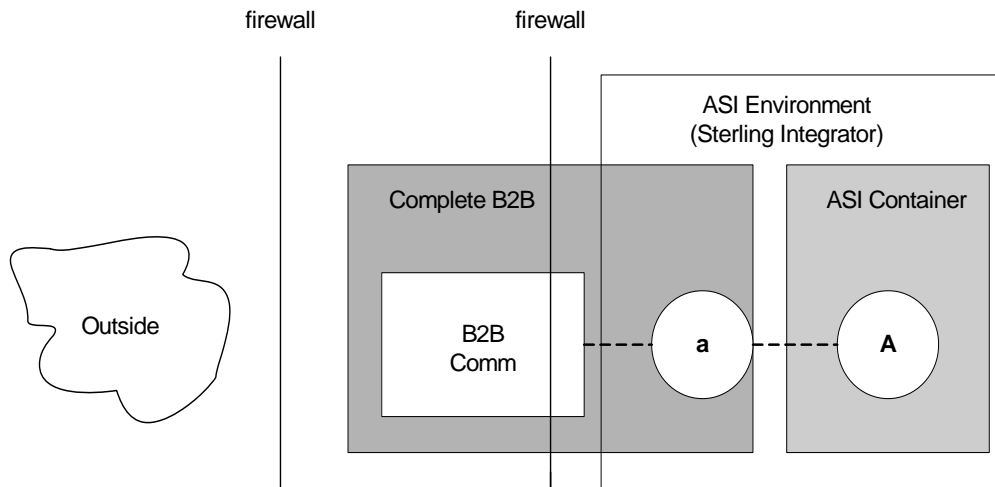 firewall
firewall
ASI Environment
(Sterling Integrator)
Complete B2B
ASI Container
Outside
B2B
Comm
a
A